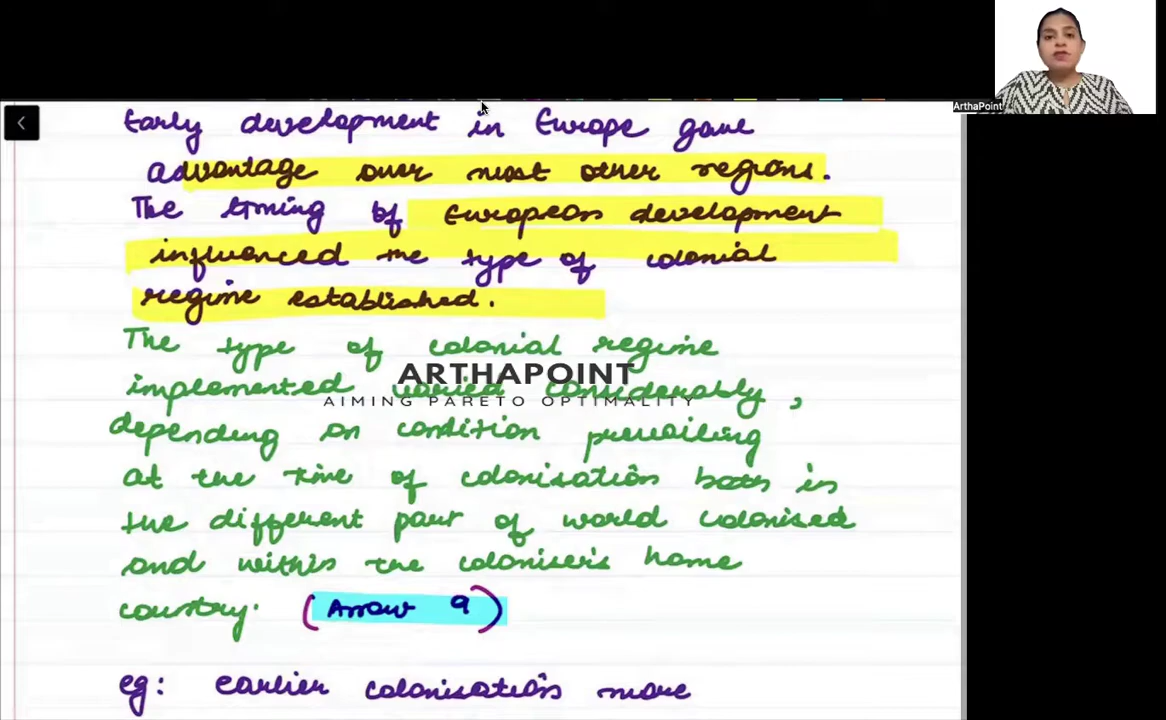 ArthaPoint
Early development in Europe gave
advantage over most other regions.
The timing of European development
influenced the type of colonial
regime established.
The type of colonial regime
ARTHAPOINT
implemented varied considerably,
AIMING PARETO OPTIMALITY
depending on condition prevailing
at the time of colonisation both in
the different part of world colonised
and within the coloniser's home
country. (Arrow 9)
eg: earlier colonisation more